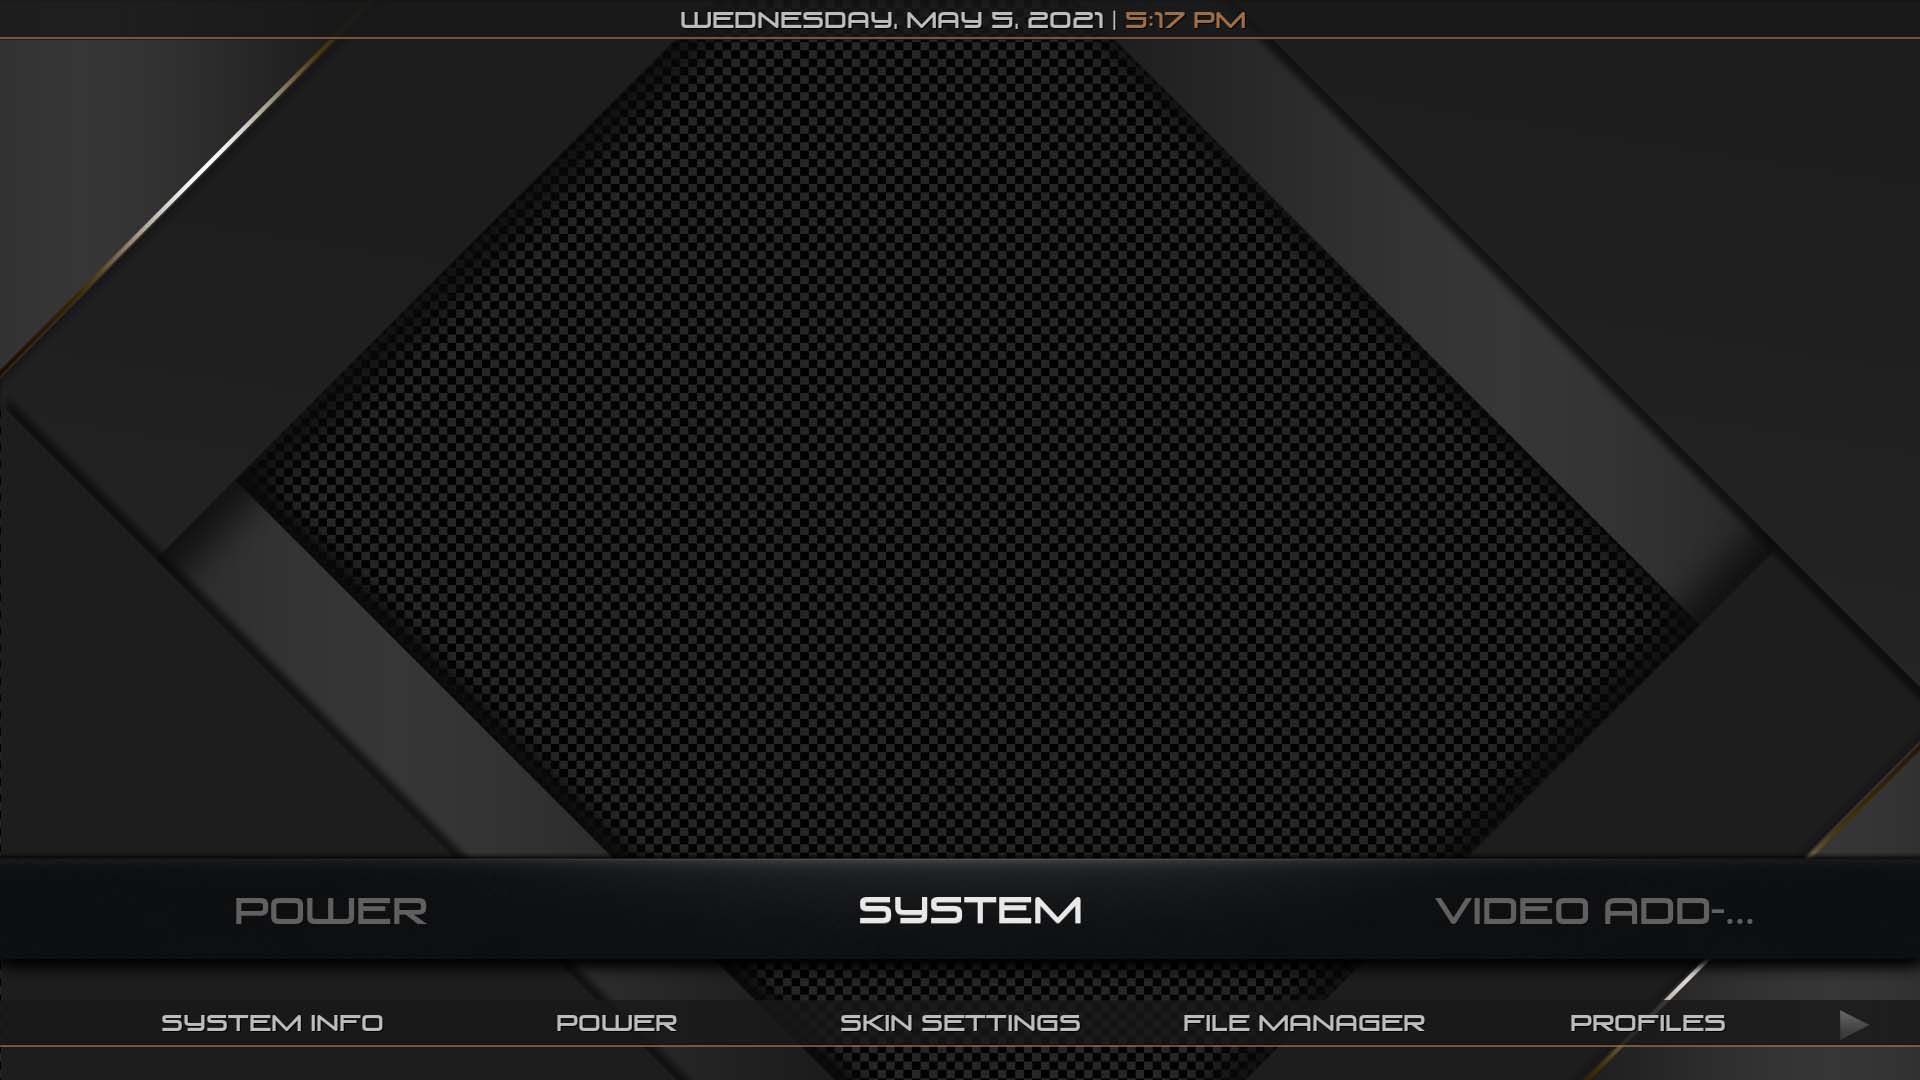 WEDNESDAY, MAY 5, 2021 | 5:17 PM
POWER SYSTEM VIDEO ADD-...
SYSTEM INFO POWER SKIN SETTINGS FILE MANAGER PROFILES